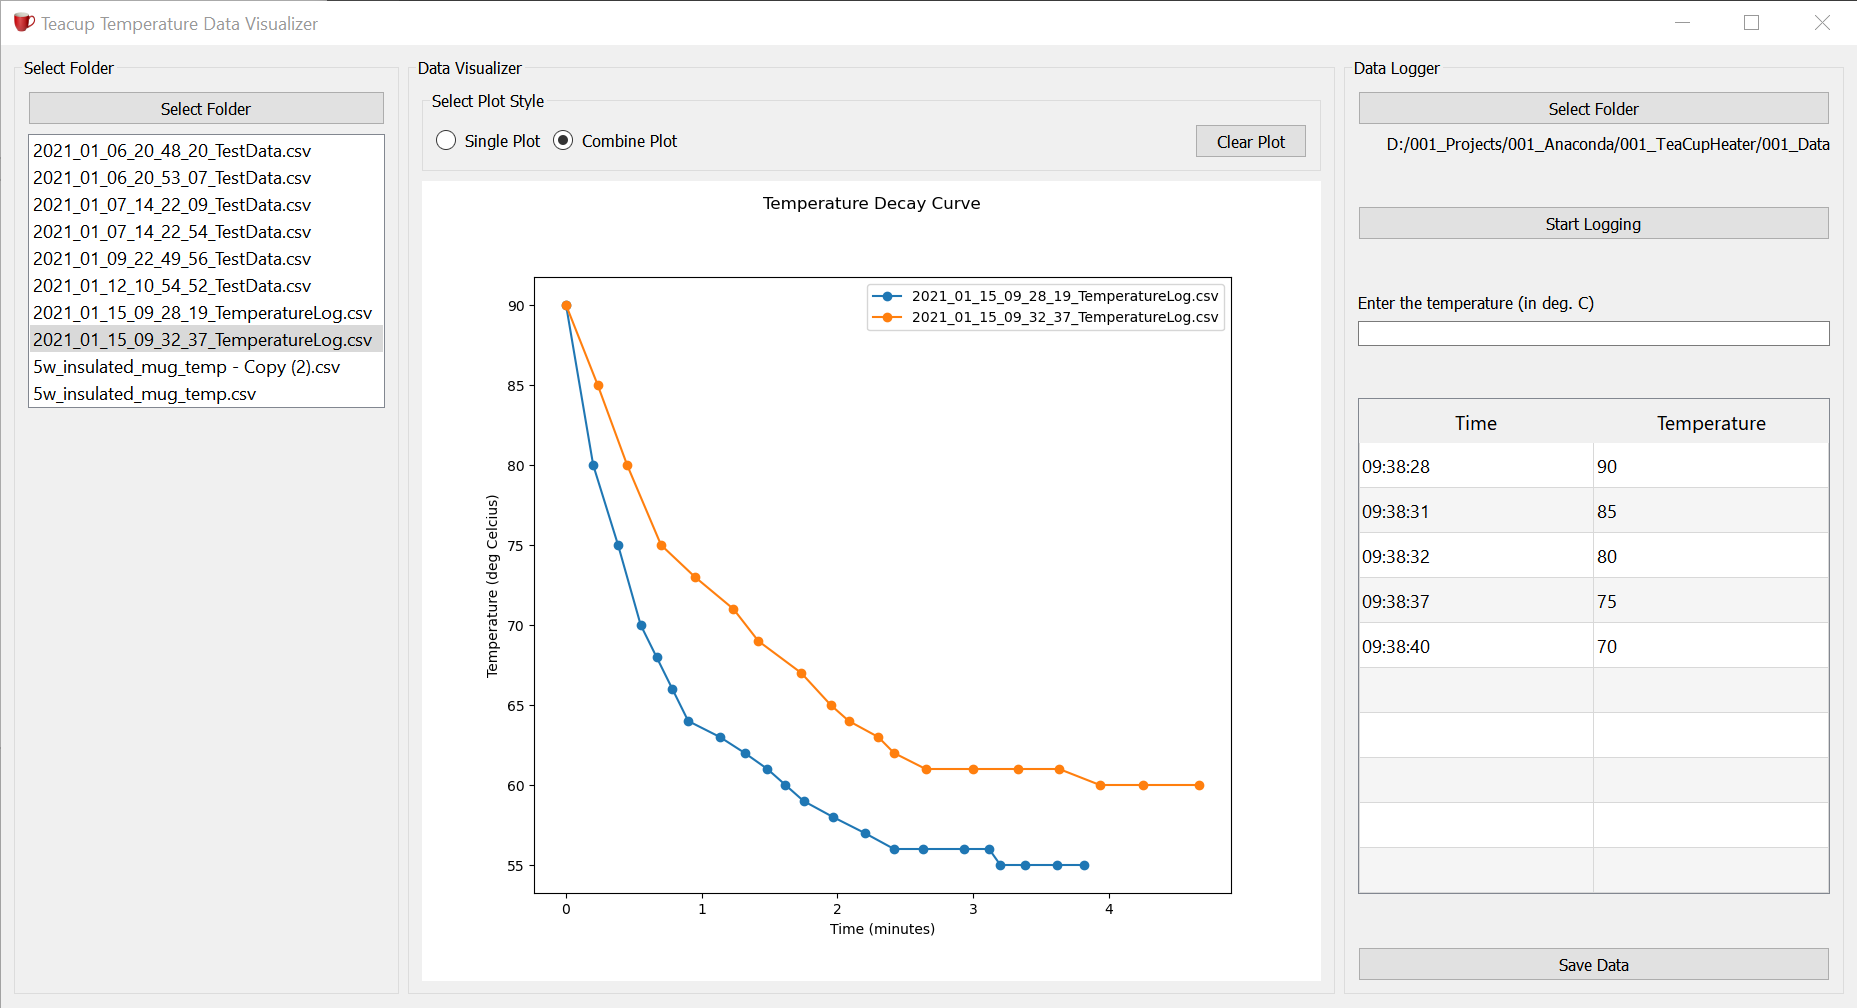 Teacup Temperature Data Visualizer
Select Folder
Select Folder
2021_01_06_20_48_20_TestData.csv
2021_01_06_20_53_07_TestData.csv
2021_01_07_14_22_09_TestData.csv
2021_01_07_14_22_54_TestData.csv
2021_01_09_22_49_56_TestData.csv
2021_01_12_10_54_52_TestData.csv
2021_01_15_09_28_19_TemperatureLog.csv
2021_01_15_09_32_37_TemperatureLog.csv
5w_insulated_mug_temp - Copy (2).csv
5w_insulated_mug_temp.csv
Data Visualizer
Select Plot Style
Single Plot Combine Plot Clear Plot
Temperature Decay Curve
2021_01_15_09_28_19_TemperatureLog.csv
2021_01_15_09_32_37_TemperatureLog.csv
Temperature (deg Celcius)
90
85
80
75
70
65
60
55
0 1 2 3 4
Time (minutes)
Data Logger
Select Folder
D:/001_Projects/001_Anaconda/001_TeaCupHeater/001_Data
Start Logging
Enter the temperature (in deg. C)
Time Temperature
09:38:28 90
09:38:31 85
09:38:32 80
09:38:37 75
09:38:40 70
Save Data